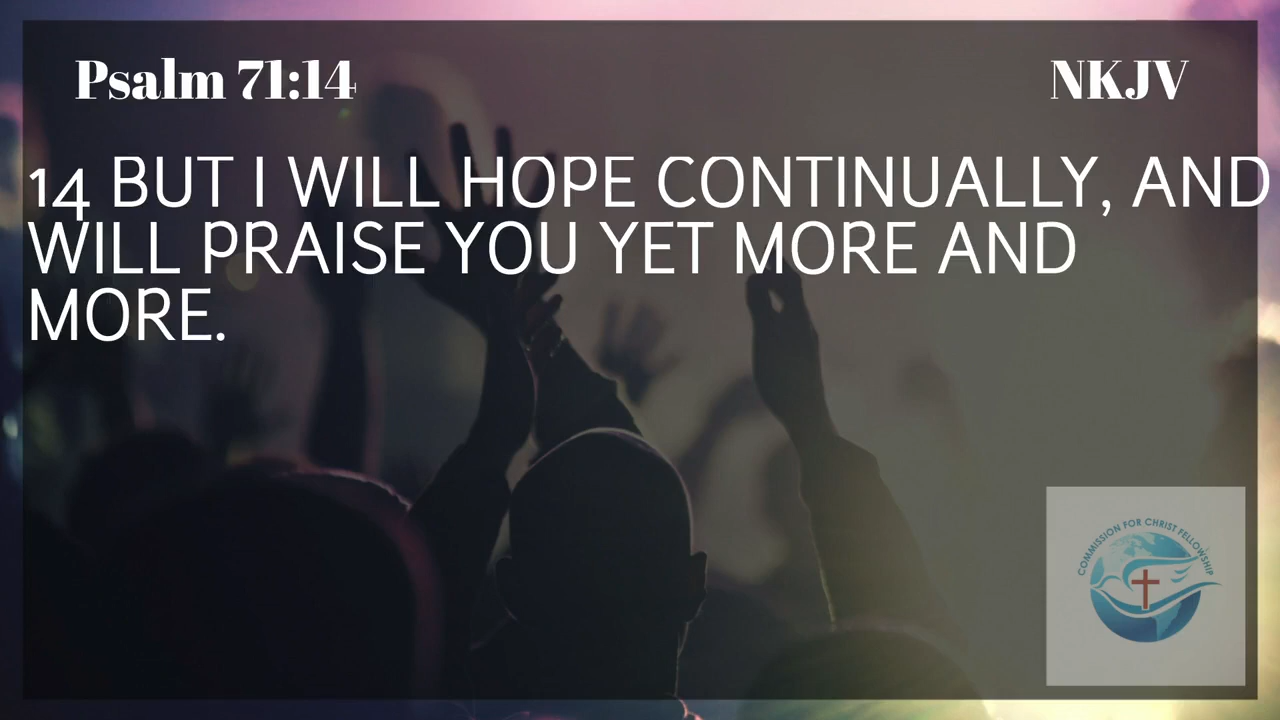 Psalm 71:14
NKJV
14 BUT I WILL HOPE CONTINUALLY, AND
WILL PRAISE YOU YET MORE AND
MORE.
COMMISSION FOR CHRIST FELLOWSHIP